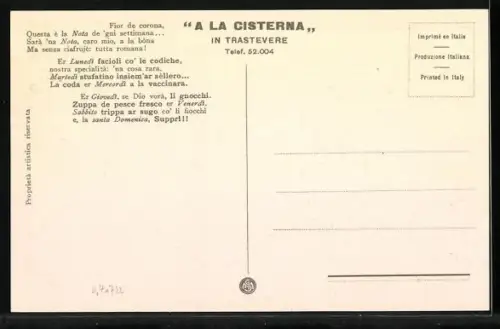 Fior de corona,
Questa è la Nota de 'gni settimana...
Sarà 'na Nota, caro mio, a la bôna
Ma senza ciafrujò: tutta romana!
Er Lunedì facioli co' le codiche,
nostra specialità: 'na cosa rara,
Martedì stufatino insiem'ar sèllero...
La coda er Mercordì a la vaccinara.
Er Giovedì, se Dio vorà, li gnocchi.
Zuppa de pesce fresco er Venerdì.
Sabbito trippa ar sugo co' li fiocchi
e, la santa Domenica, Supprì!!
"A LA CISTERNA„
IN TRASTEVERE
Telef. 52.004
Imprimé en Italie
Produzione Italiana
Printed in Italy
Proprietà artistica riservata